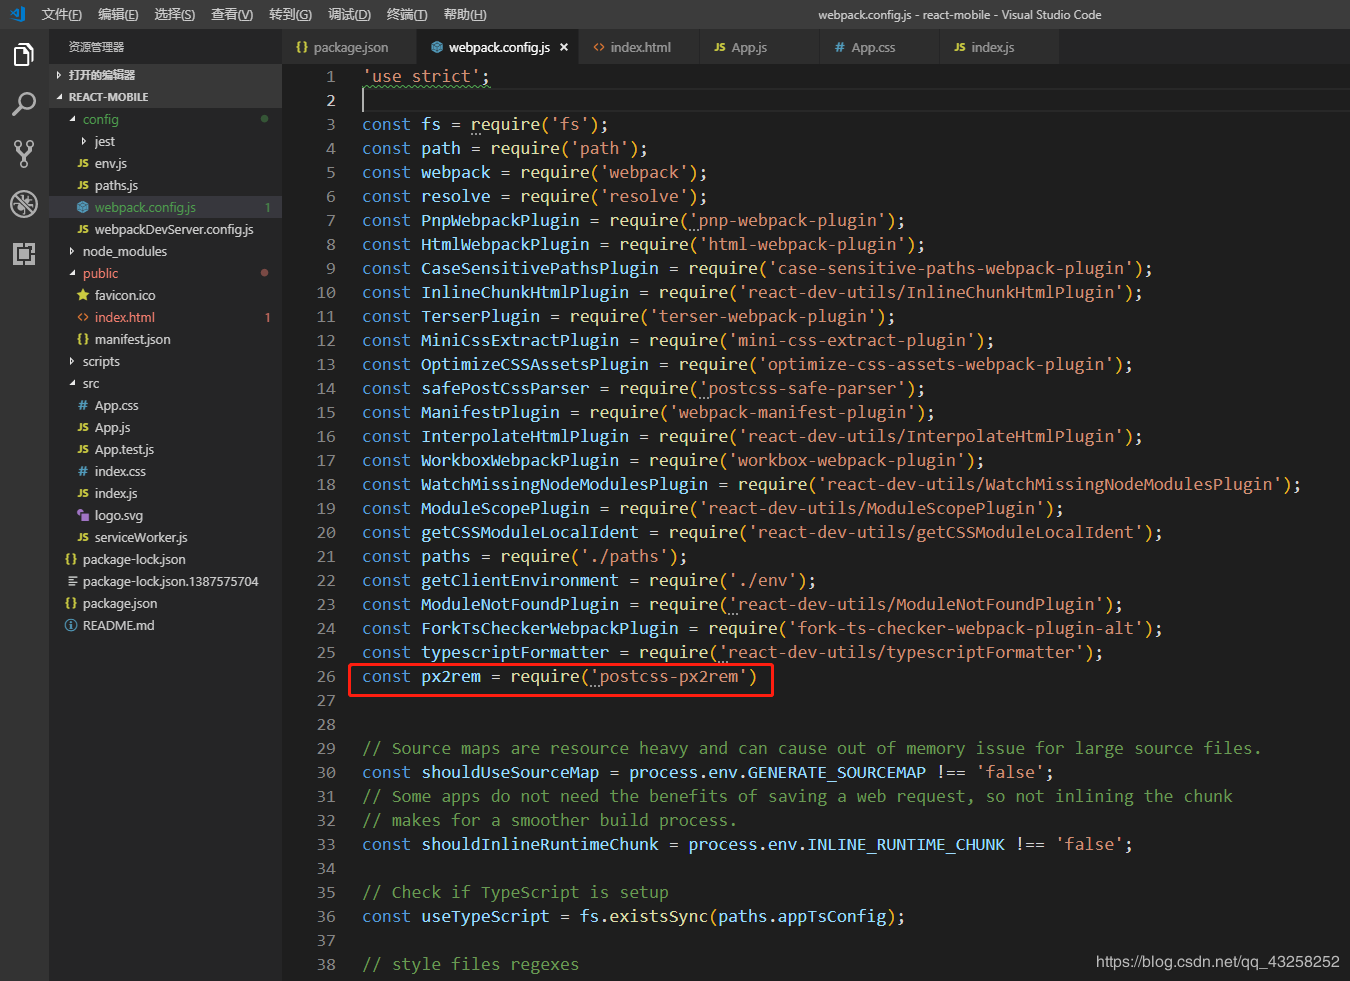 文件(F) 编辑(E) 选择(S) 查看(V) 转到(G) 调试(D) 终端(T) 帮助(H) webpack.config.js - react-mobile - Visual Studio Code
资源管理器
打开的编辑器
REACT-MOBILE
config
jest
JS env.js
JS paths.js
webpack.config.js 1
JS webpackDevServer.config.js
node_modules
public
favicon.ico
<> index.html 1
{} manifest.json
scripts
src
# App.css
JS App.js
JS App.test.js
# index.css
JS index.js
logo.svg
JS serviceWorker.js
{} package-lock.json
package-lock.json.1387575704
{} package.json
README.md
{} package.json webpack.config.js × <> index.html JS App.js # App.css JS index.js
1 'use strict';
2
3 const fs = require('fs');
4 const path = require('path');
5 const webpack = require('webpack');
6 const resolve = require('resolve');
7 const PnpWebpackPlugin = require('pnp-webpack-plugin');
8 const HtmlWebpackPlugin = require('html-webpack-plugin');
9 const CaseSensitivePathsPlugin = require('case-sensitive-paths-webpack-plugin');
10 const InlineChunkHtmlPlugin = require('react-dev-utils/InlineChunkHtmlPlugin');
11 const TerserPlugin = require('terser-webpack-plugin');
12 const MiniCssExtractPlugin = require('mini-css-extract-plugin');
13 const OptimizeCSSAssetsPlugin = require('optimize-css-assets-webpack-plugin');
14 const safePostCssParser = require('postcss-safe-parser');
15 const ManifestPlugin = require('webpack-manifest-plugin');
16 const InterpolateHtmlPlugin = require('react-dev-utils/InterpolateHtmlPlugin');
17 const WorkboxWebpackPlugin = require('workbox-webpack-plugin');
18 const WatchMissingNodeModulesPlugin = require('react-dev-utils/WatchMissingNodeModulesPlugin');
19 const ModuleScopePlugin = require('react-dev-utils/ModuleScopePlugin');
20 const getCSSModuleLocalIdent = require('react-dev-utils/getCSSModuleLocalIdent');
21 const paths = require('./paths');
22 const getClientEnvironment = require('./env');
23 const ModuleNotFoundPlugin = require('react-dev-utils/ModuleNotFoundPlugin');
24 const ForkTsCheckerWebpackPlugin = require('fork-ts-checker-webpack-plugin-alt');
25 const typescriptFormatter = require('react-dev-utils/typescriptFormatter');
26 const px2rem = require('postcss-px2rem')
27
28
29 // Source maps are resource heavy and can cause out of memory issue for large source files.
30 const shouldUseSourceMap = process.env.GENERATE_SOURCEMAP !== 'false';
31 // Some apps do not need the benefits of saving a web request, so not inlining the chunk
32 // makes for a smoother build process.
33 const shouldInlineRuntimeChunk = process.env.INLINE_RUNTIME_CHUNK !== 'false';
34
35 // Check if TypeScript is setup
36 const useTypeScript = fs.existsSync(paths.appTsConfig);
37
38 // style files regexes
https://blog.csdn.net/qq_43258252